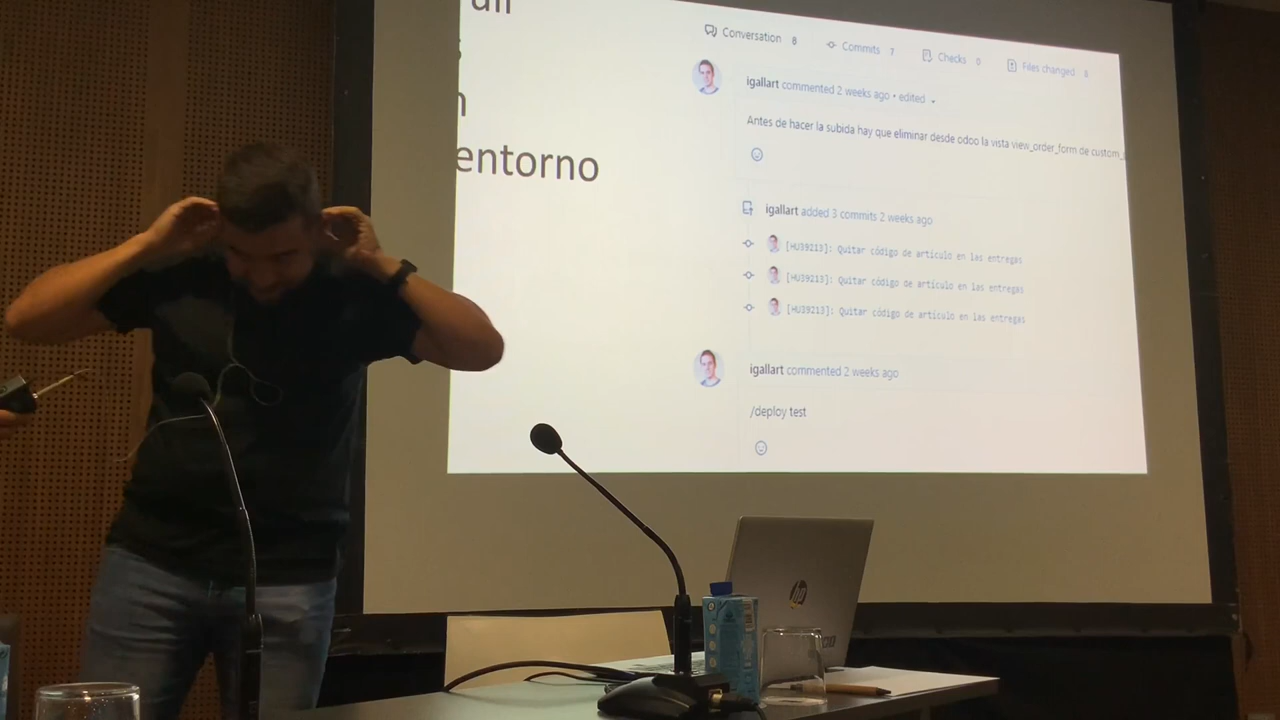 entorno
Conversation 8
Commits 7
Checks 0
Files changed 8
igallart commented 2 weeks ago • edited
Antes de hacer la subida hay que eliminar desde odoo la vista view_order_form de custom_
igallart added 3 commits 2 weeks ago
[HU39213]: Quitar código de artículo en las entregas
[HU39213]: Quitar código de artículo en las entregas
[HU39213]: Quitar código de artículo en las entregas
igallart commented 2 weeks ago
/deploy test
hp